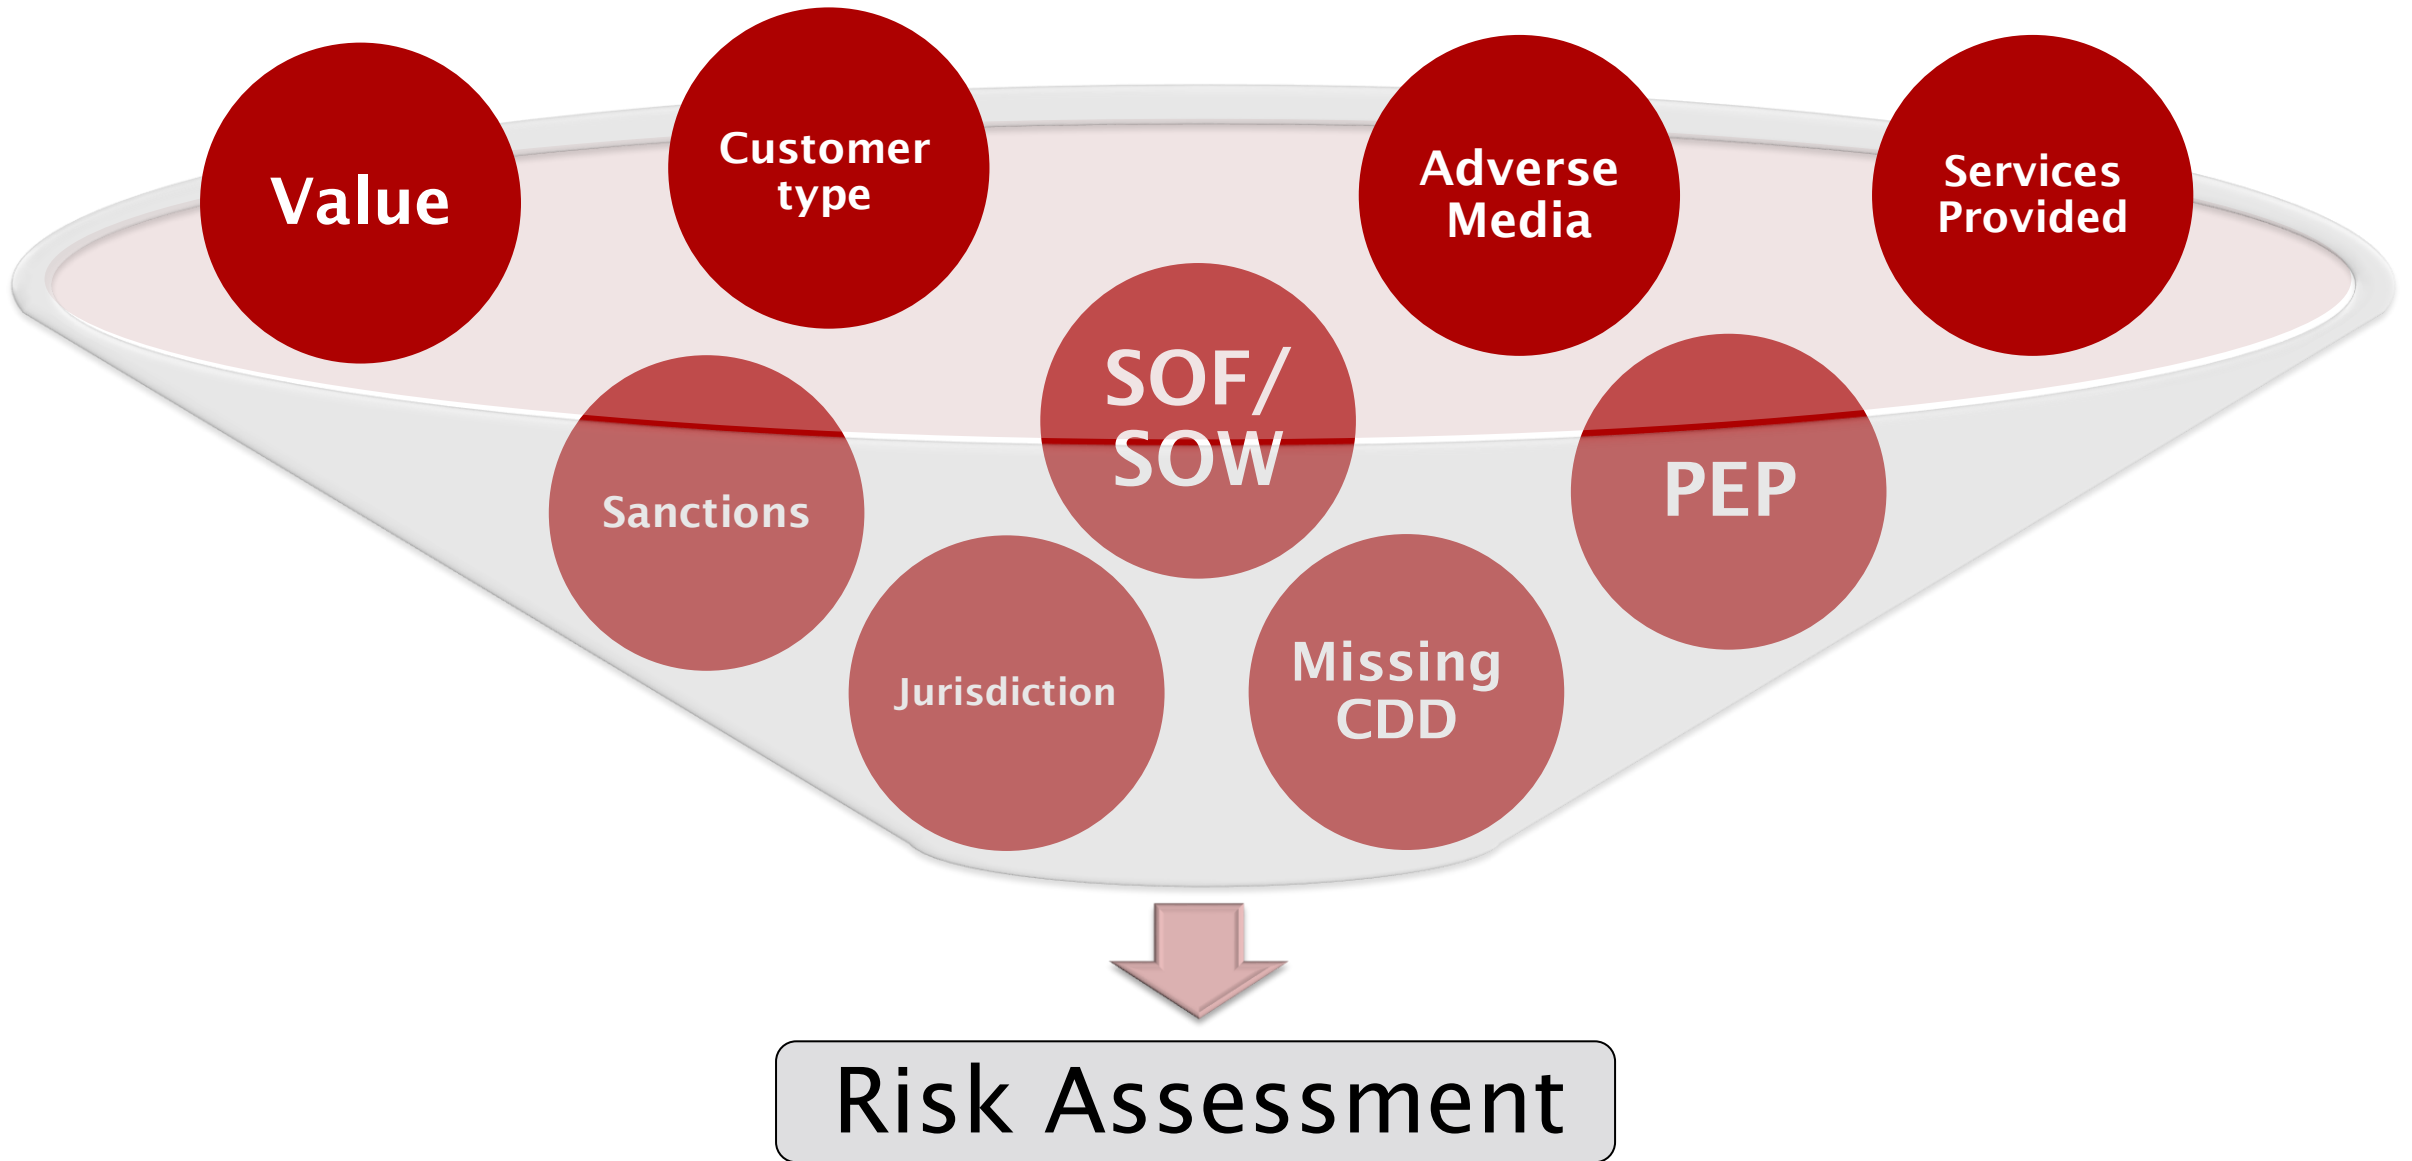 Value
Customer
type
Adverse
Media
Services
Provided
SOF/
SOW
Sanctions
PEP
Jurisdiction
Missing
CDD
Risk Assessment